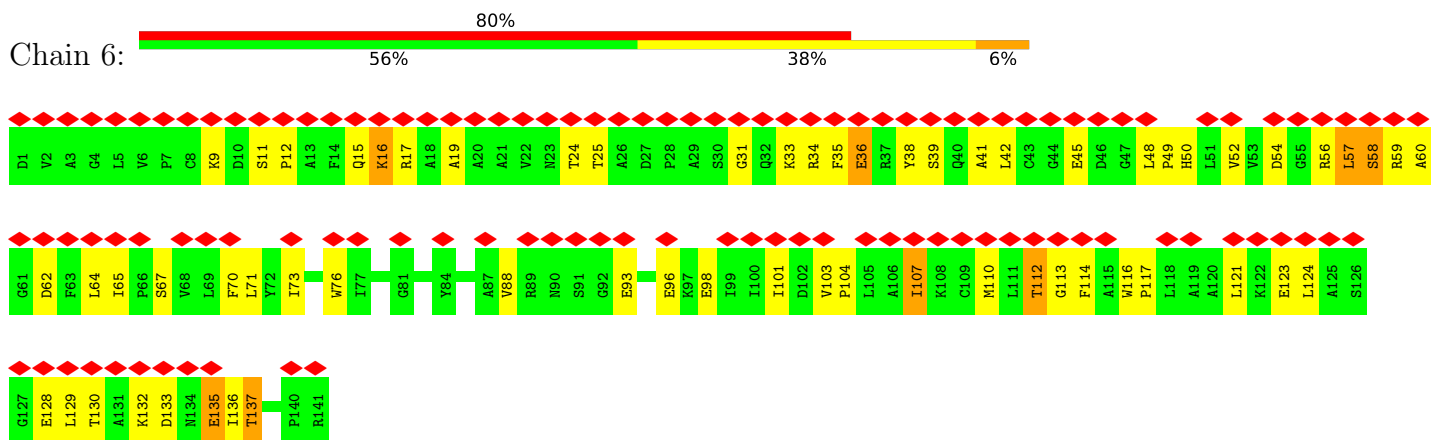 80%
Chain 6:
56% 38% 6%
D1 V2 A3 G4 L5 V6 P7 C8 K9 D10 S11 P12 A13 F14 Q15 K16 R17 A18 A19 A20 A21 V22 N23 T24 T25 A26 D27 P28 A29 S30 G31 Q32 K33 R34 F35 E36 R37 Y38 S39 Q40 A41 L42 C43 G44 E45 D46 G47 L48 P49 H50 L51 V52 V53 D54 G55 R56 L57 S58 R59 A60
G61 D62 F63 L64 I65 P66 S67 V68 L69 F70 L71 Y72 I73 W76 I77 G81 Y84 A87 V88 R89 N90 S91 G92 E93 E96 K97 E98 I99 I100 I101 D102 V103 P104 L105 A106 I107 K108 C109 M110 L111 T112 G113 F114 A115 W116 P117 L118 A119 A120 L121 K122 E123 L124 A125 S126
G127 E128 L129 T130 A131 K132 D133 N134 E135 I136 T137 P140 R141